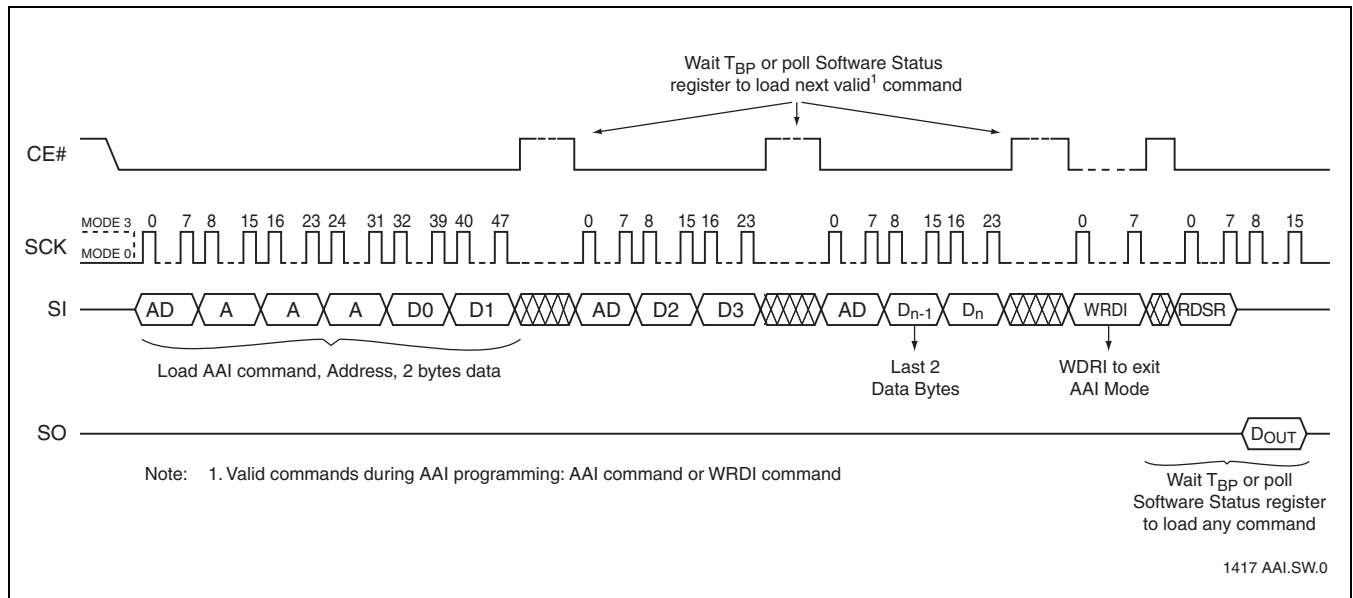 Wait TBP or poll Software Status
register to load next valid1 command
CE#
MODE 3
MODE 0
SCK
0 7 8 15 16 23 24 31 32 39 40 47 0 7 8 15 16 23 0 7 8 15 16 23 0 7 0 7 8 15
SI
AD A A A D0 D1 AD D2 D3 AD Dn-1 Dn WRDI RDSR
Load AAI command, Address, 2 bytes data
Last 2
Data Bytes
WDRI to exit
AAI Mode
SO
DOUT
Note: 1. Valid commands during AAI programming: AAI command or WRDI command
Wait TBP or poll
Software Status register
to load any command
1417 AAI.SW.0